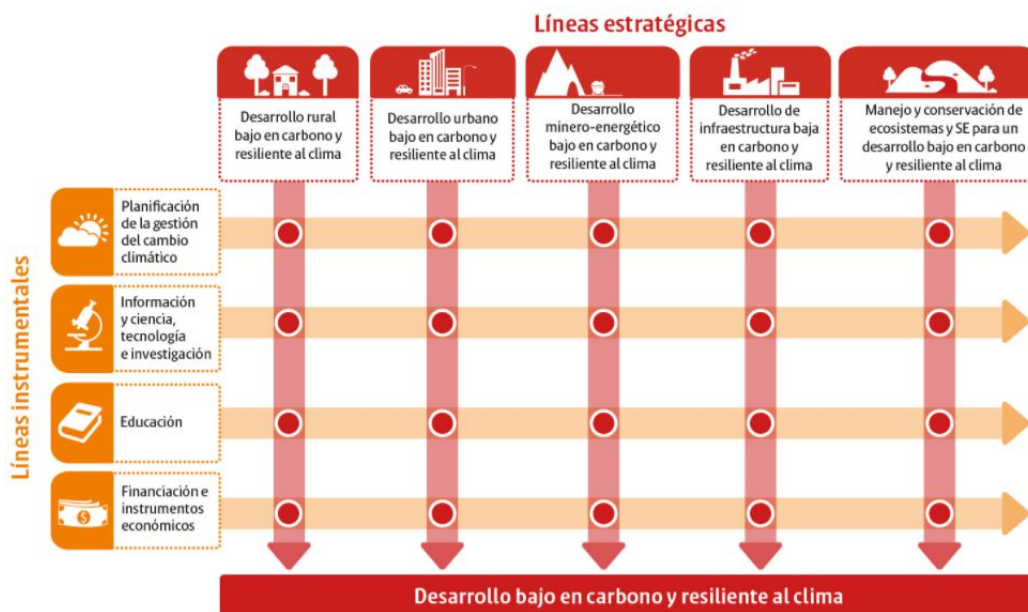 Líneas estratégicas
Desarrollo rural
bajo en carbono y
resiliente al clima
Desarrollo urbano
bajo en carbono y
resiliente al clima
Desarrollo
minero-energético
bajo en carbono y
resiliente al clima
Desarrollo de
infraestructura baja
en carbono y
resiliente al clima
Manejo y conservación de
ecosistemas y SE para un
desarrollo bajo en carbono
y resiliente al clima
Líneas instrumentales
Planificación
de la gestión
del cambio
climático
Información
y ciencia,
tecnología
e investigación
Educación
Financiación e
instrumentos
económicos
$
Desarrollo bajo en carbono y resiliente al clima